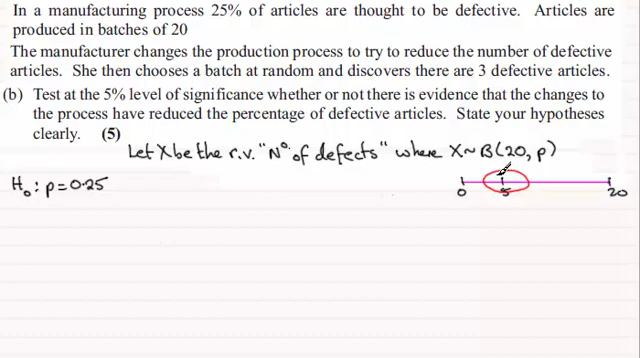 In a manufacturing process 25% of articles are thought to be defective. Articles are
produced in batches of 20
The manufacturer changes the production process to try to reduce the number of defective
articles. She then chooses a batch at random and discovers there are 3 defective articles.
(b) Test at the 5% level of significance whether or not there is evidence that the changes to
the process have reduced the percentage of defective articles. State your hypotheses
clearly. (5)
Let X be the r.v. "Nº of defects" where X~B(20, p)
H₀: p=0.25
0 5 20